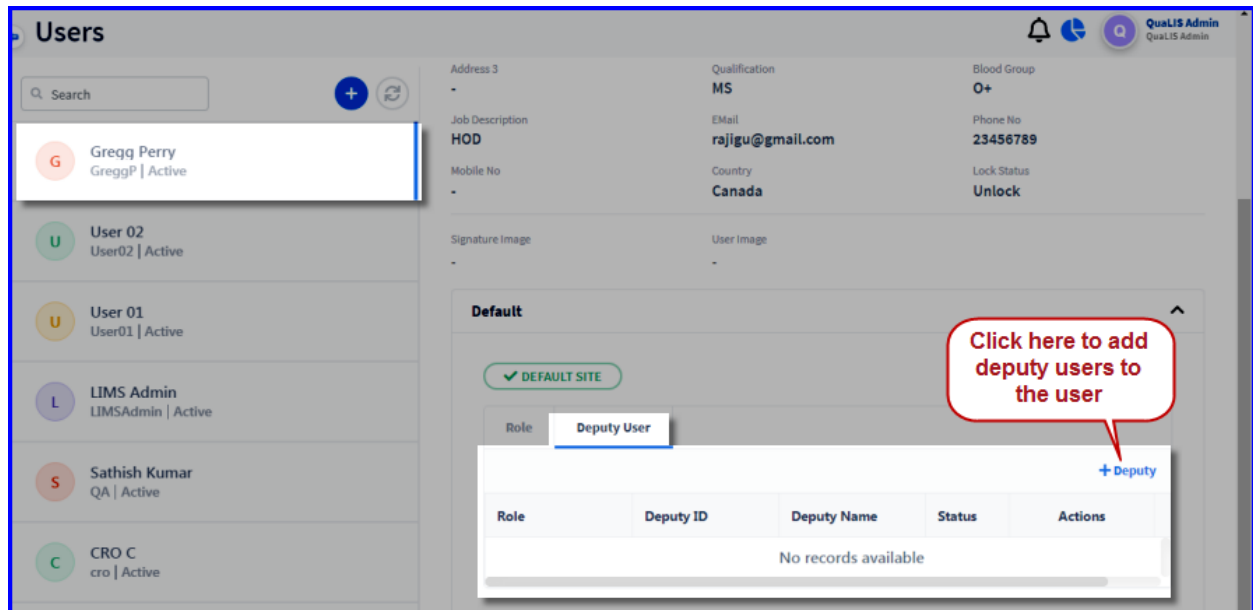 Users
QuaLIS Admin
QuaLIS Admin
Q
Search
G
Gregg Perry
GreggP | Active
U
User 02
User02 | Active
U
User 01
User01 | Active
L
LIMS Admin
LIMSAdmin | Active
S
Sathish Kumar
QA | Active
C
CRO C
cro | Active
Address 3
Qualification
Blood Group
-
MS
O+
Job Description
EMail
Phone No
HOD
rajigu@gmail.com
23456789
Mobile No
Country
Lock Status
-
Canada
Unlock
Signature Image
User Image
-
-
Default
DEFAULT SITE
Click here to add
deputy users to
the user
Role
Deputy User
+ Deputy
Role
Deputy ID
Deputy Name
Status
Actions
No records available